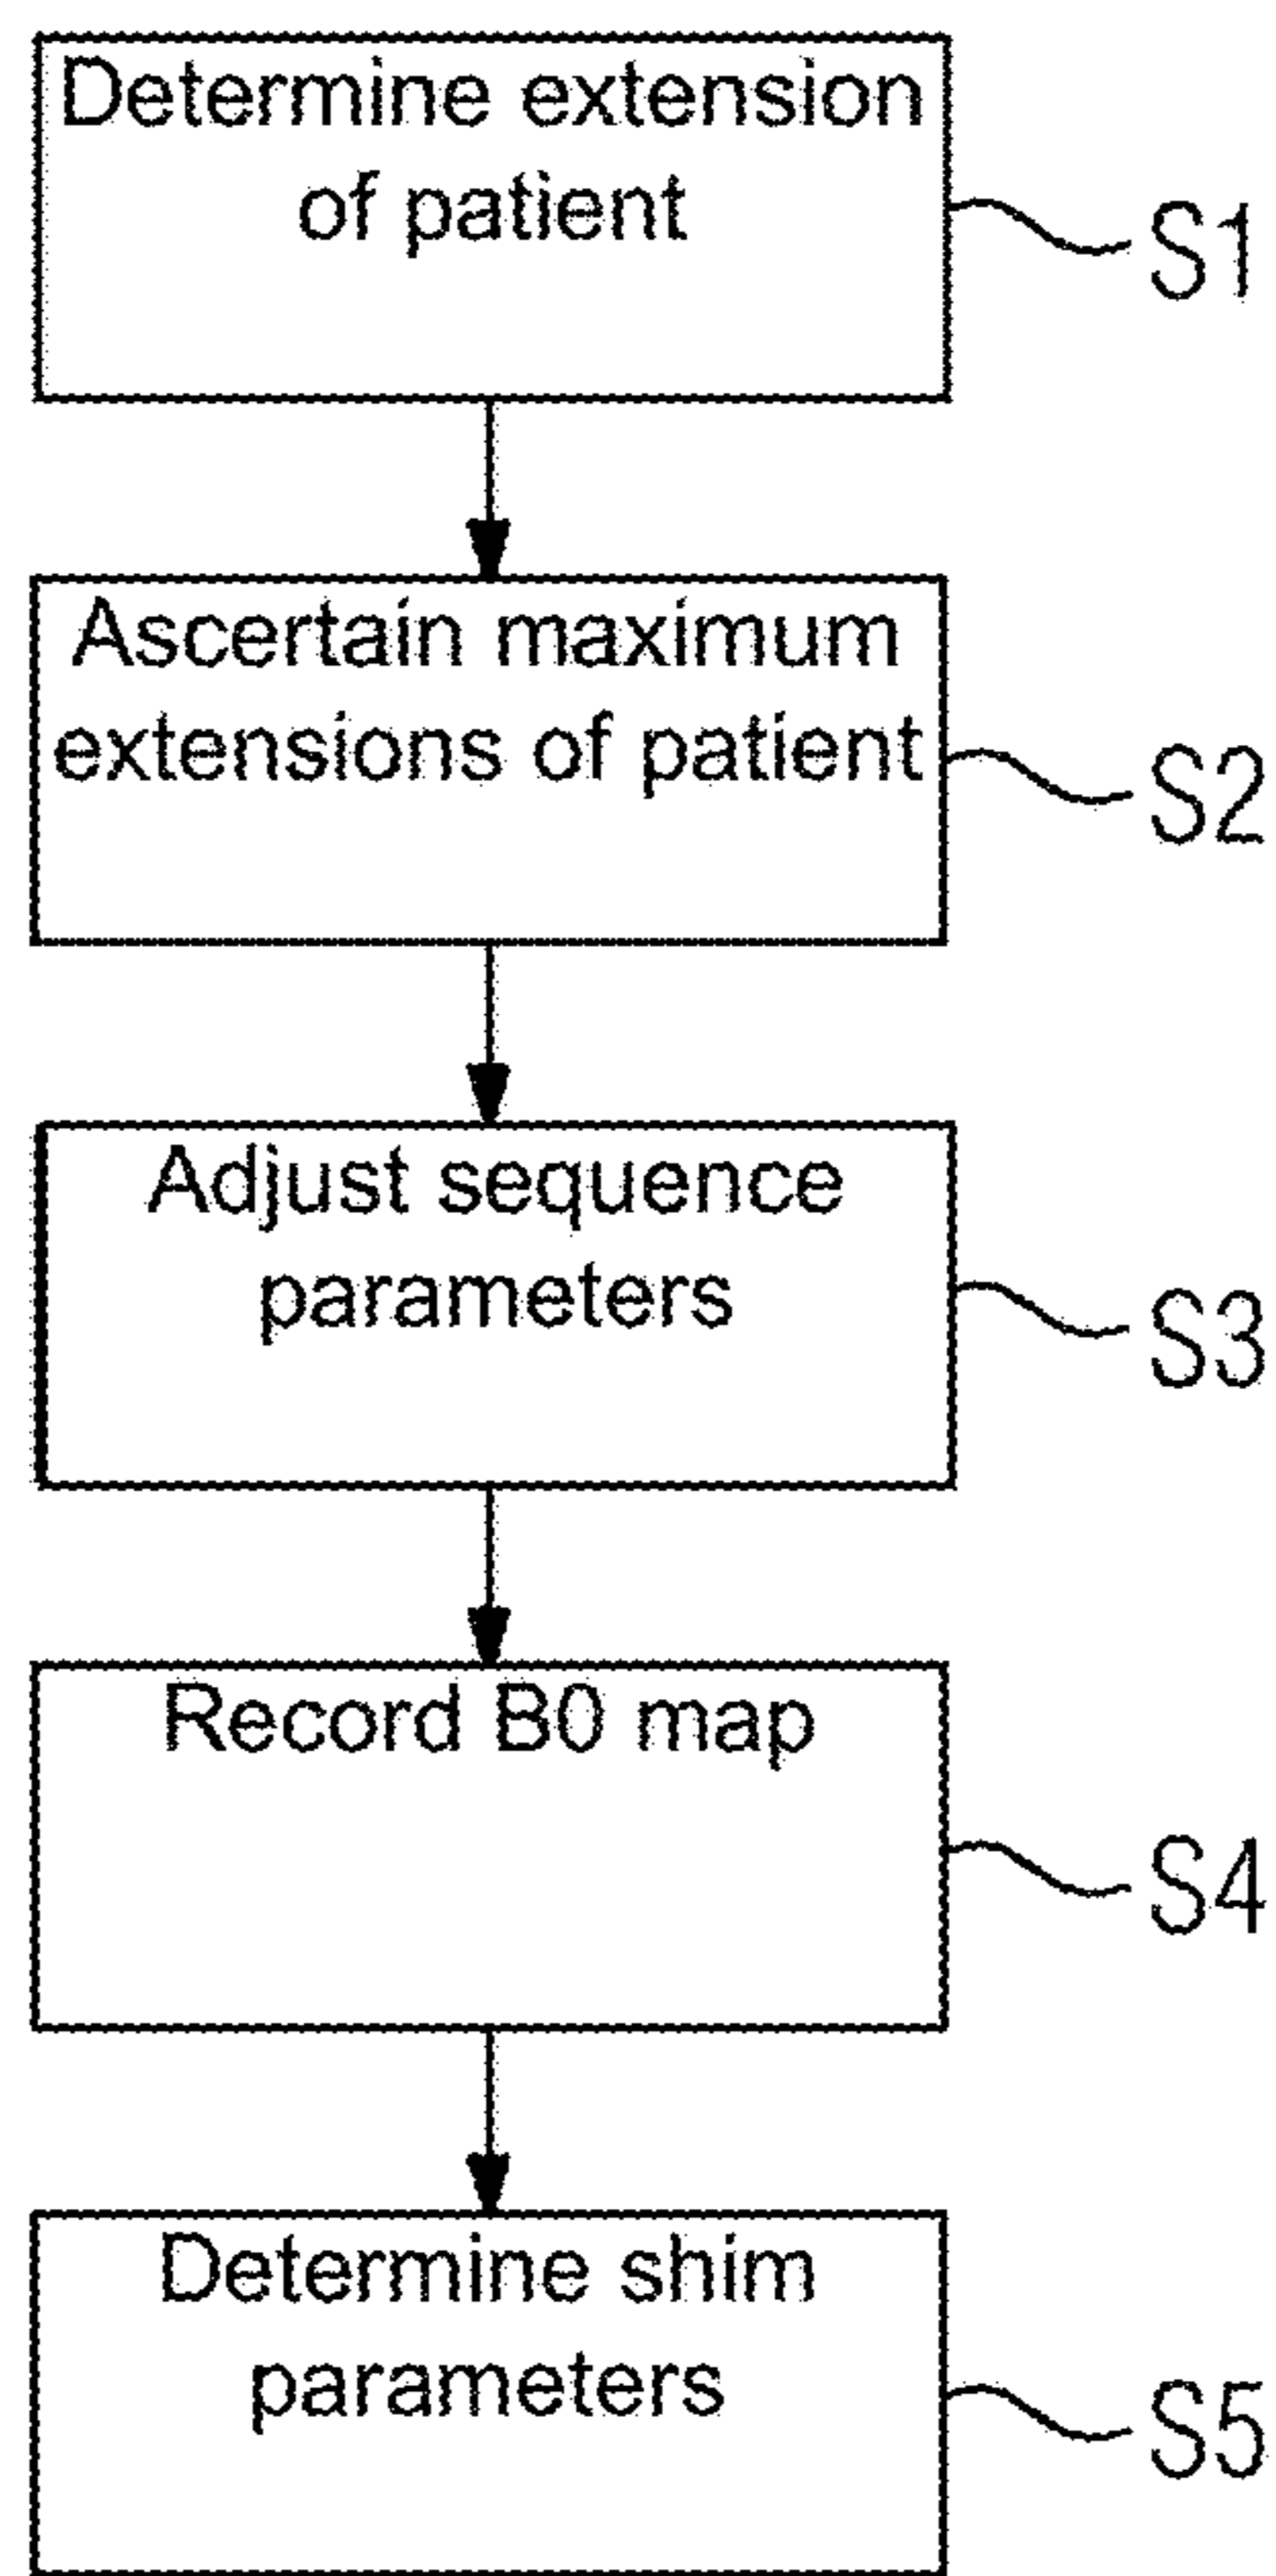 Determine extension
of patient
S1
Ascertain maximum
extensions of patient
S2
Adjust sequence
parameters
S3
Record B0 map
S4
Determine shim
parameters
S5